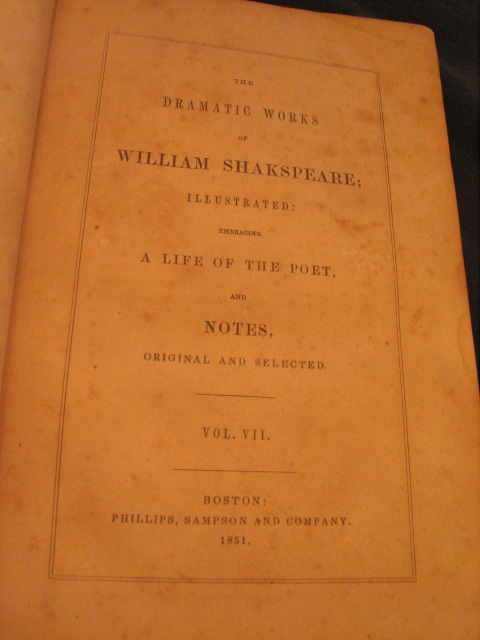 THE
DRAMATIC WORKS
OF
WILLIAM SHAKSPEARE;
ILLUSTRATED:
EMBRACING
A LIFE OF THE POET,
AND
NOTES,
ORIGINAL AND SELECTED.
VOL. VII.
BOSTON:
PHILLIPS, SAMPSON AND COMPANY.
1851.